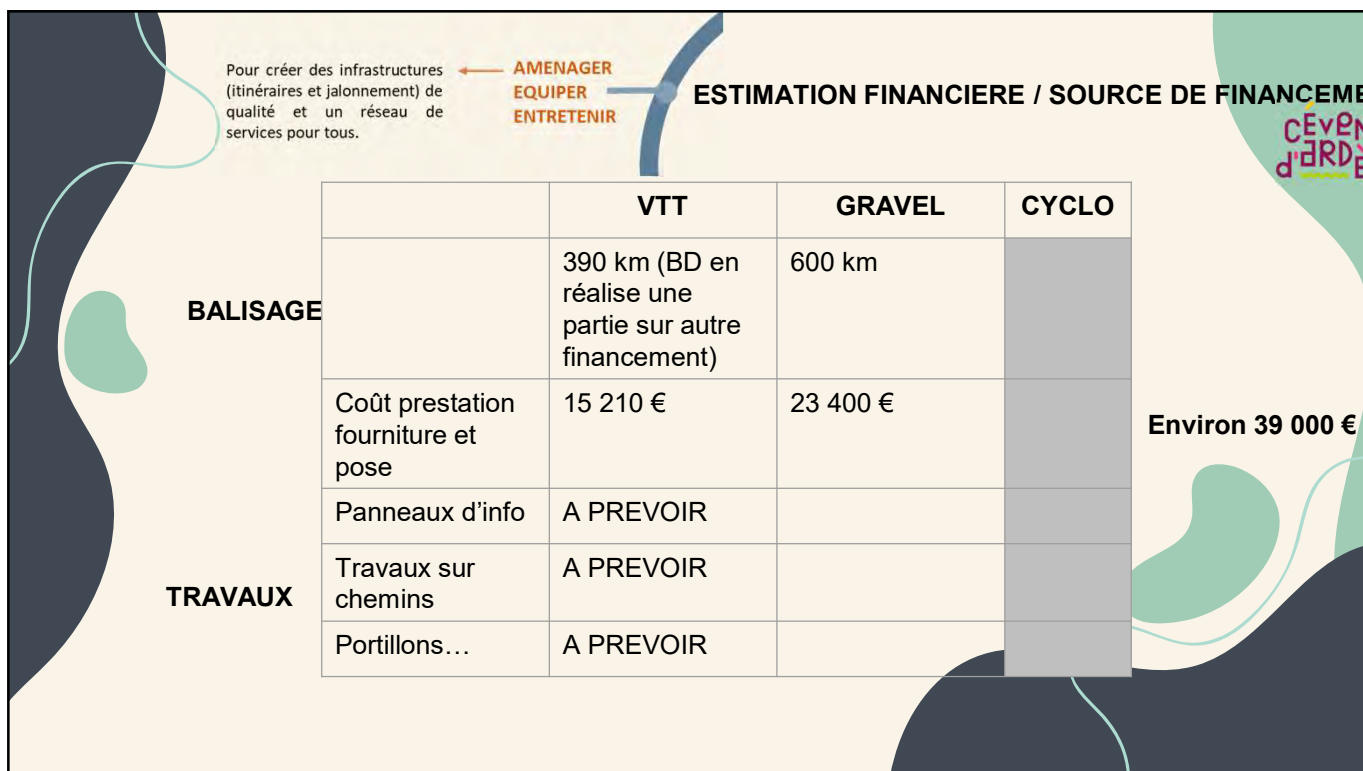 Pour créer des infrastructures
(itinéraires et jalonnement) de
qualité et un réseau de
services pour tous.
AMENAGER
EQUIPER
ENTRETENIR
ESTIMATION FINANCIERE / SOURCE DE FINANCEME
CÉVEN
d'ARDÈ
VTT GRAVEL CYCLO
BALISAGE
390 km (BD en
réalise une
partie sur autre
financement)
600 km
Coût prestation
fourniture et
pose
15 210 €
23 400 €
Environ 39 000 €
Panneaux d’info
A PREVOIR
TRAVAUX
Travaux sur
chemins
A PREVOIR
Portillons…
A PREVOIR